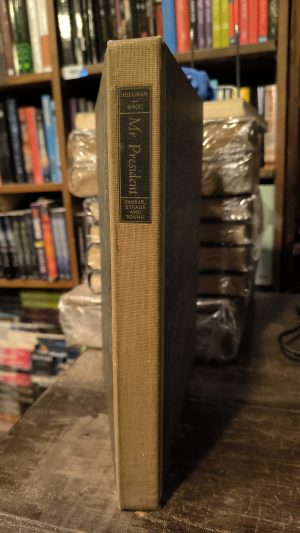 HILLMAN
&
WAGG
Mr. President
FARRAR,
STRAUS
AND
YOUNG